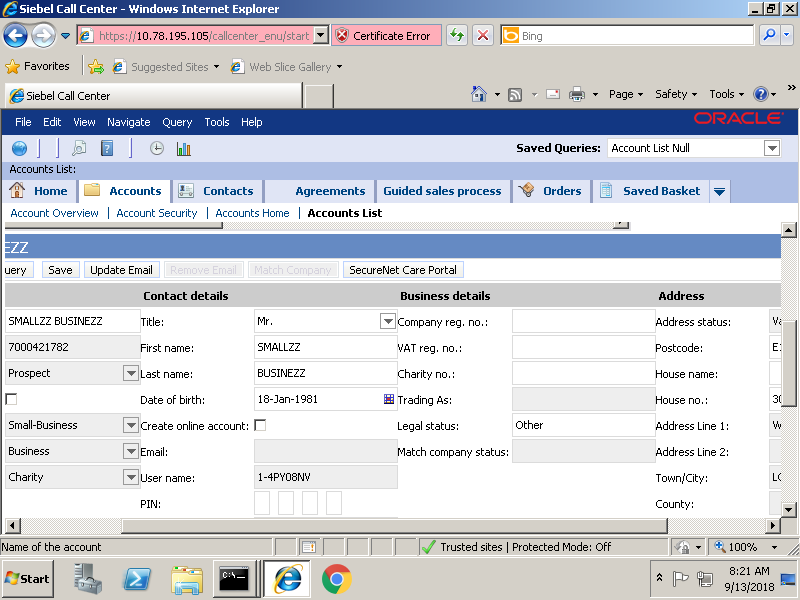 Siebel Call Center - Windows Internet Explorer
https://10.78.195.105/callcenter_enu/start
Certificate Error
Bing
Favorites
Suggested Sites
Web Slice Gallery
Siebel Call Center
Page
Safety
Tools
»
File Edit View Navigate Query Tools Help
ORACLE
Saved Queries:
Account List Null
Accounts List:
Home
Accounts
Contacts
Agreements
Guided sales process
Orders
Saved Basket
Account Overview | Account Security | Accounts Home | Accounts List
EZZ
uery
Save
Update Email
Remove Email
Match Company
SecureNet Care Portal
Contact details
Business details
Address
SMALLZZ BUSINEZZ Title: Mr. Company reg. no.: Address status: Va
7000421782 First name: SMALLZZ VAT reg. no.: Postcode: E1
Prospect Last name: BUSINEZZ Charity no.: House name:
Date of birth: 18-Jan-1981 Trading As: House no.: 30
Small-Business Create online account: Legal status: Other Address Line 1: W
Business Email: Match company status: Address Line 2:
Charity User name: 1-4PY08NV Town/City: LO
PIN: County:
Name of the account
Trusted sites | Protected Mode: Off
100%
Start
C:\
8:21 AM
9/13/2018